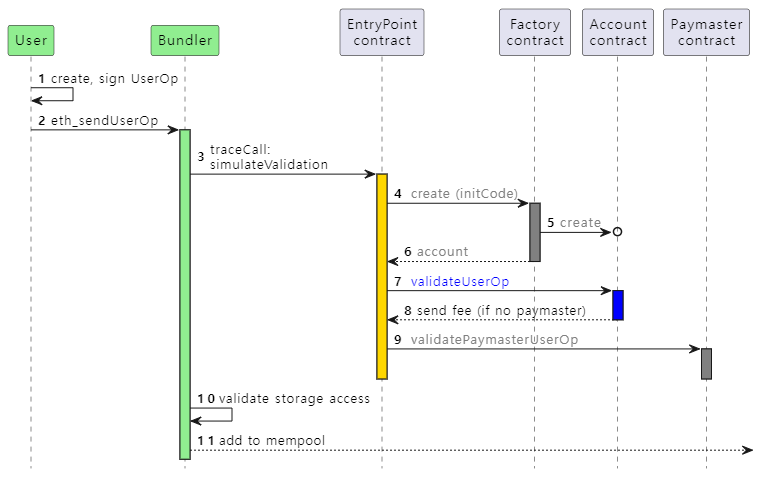 User
Bundler
EntryPoint
contract
Factory
contract
Account
contract
Paymaster
contract
1 create, sign UserOp
2 eth_sendUserOp
3 traceCall:
simulateValidation
4 create (initCode)
5 create
6 account
7 validateUserOp
8 send fee (if no paymaster)
9 validatePaymasterUserOp
10 validate storage access
11 add to mempool